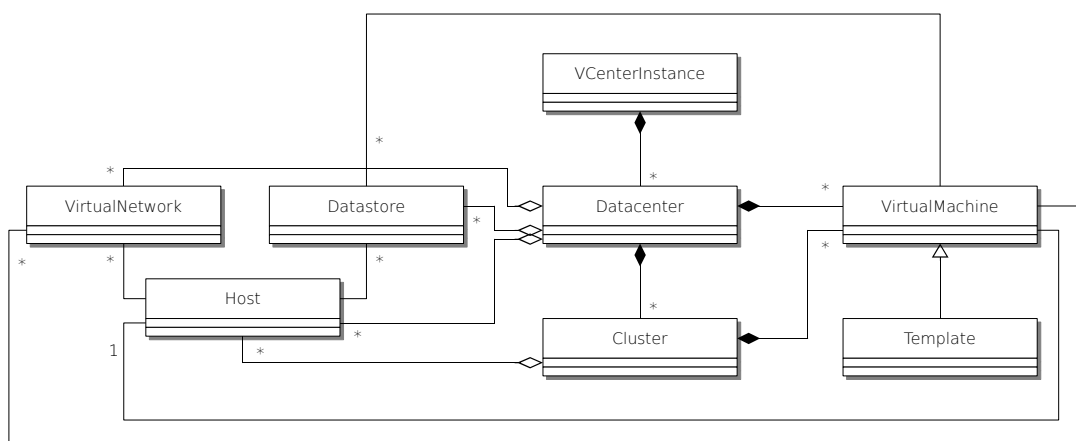 VCenterInstance
*
*
*
*
VirtualNetwork
Datastore
Datacenter
VirtualMachine
*
*
*
*
*
Host
*
*
1
*
Cluster
Template